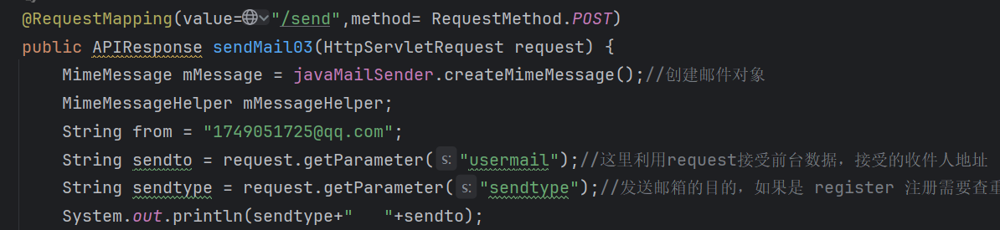 @RequestMapping(value="/send",method= RequestMethod.POST)
public APIResponse sendMail03(HttpServletRequest request) {
MimeMessage mMessage = javaMailSender.createMimeMessage();//创建邮件对象
MimeMessageHelper mMessageHelper;
String from = "1749051725@qq.com";
String sendto = request.getParameter( s: "usermail");//这里利用request接受前台数据，接受的收件人地址
String sendtype = request.getParameter( s: "sendtype");//发送邮箱的目的，如果是 register 注册需要查重
System.out.println(sendtype+"   "+sendto);